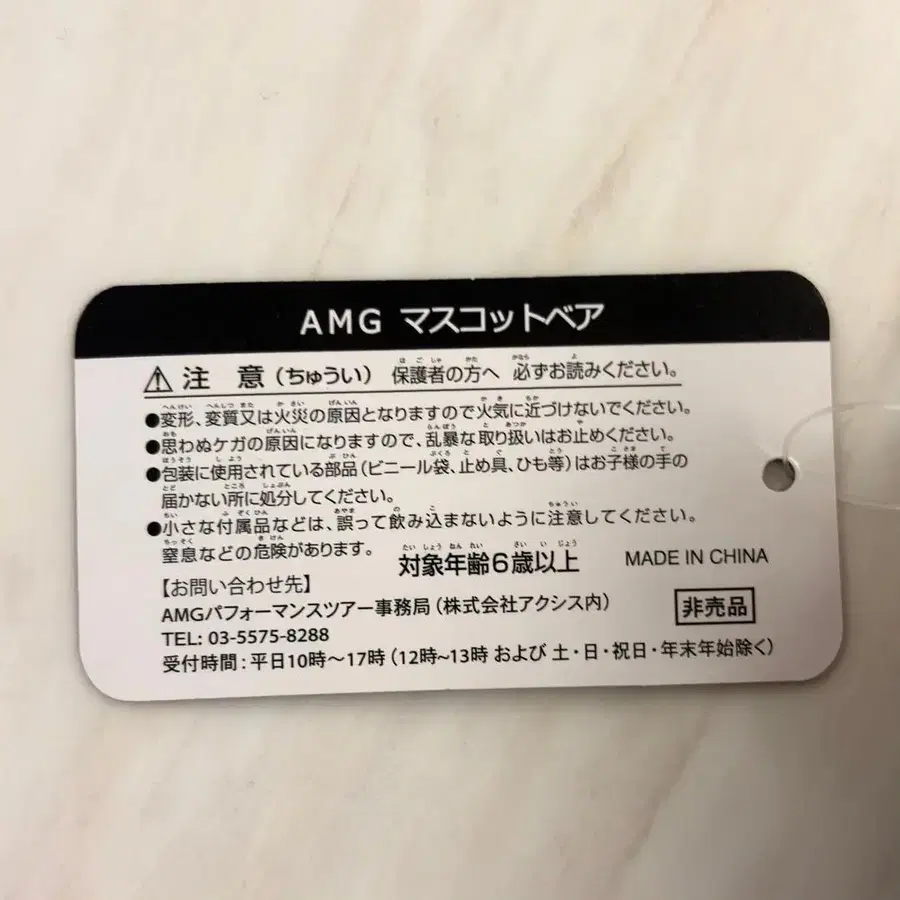 AMG マスコットベア
⚠ 注 意 (ちゅうい) 保護者の方へ 必ずお読みください。
●変形、変質又は火災の原因となりますので火気に近づけないでください。
●思わぬケガの原因になりますので、乱暴な取り扱いはお止めください。
●包装に使用されている部品(ビニール袋、止め具、ひも等)はお子様の手の
届かない所に処分してください。
●小さな付属品などは、誤って飲み込まないように注意してください。
窒息などの危険があります。 対象年齢6歳以上 MADE IN CHINA
【お問い合わせ先】
AMGパフォーマンスツアー事務局(株式会社アクシス内) 非売品
TEL: 03-5575-8288
受付時間:平日10時〜17時(12時~13時 および 土・日・祝日・年末年始除く)